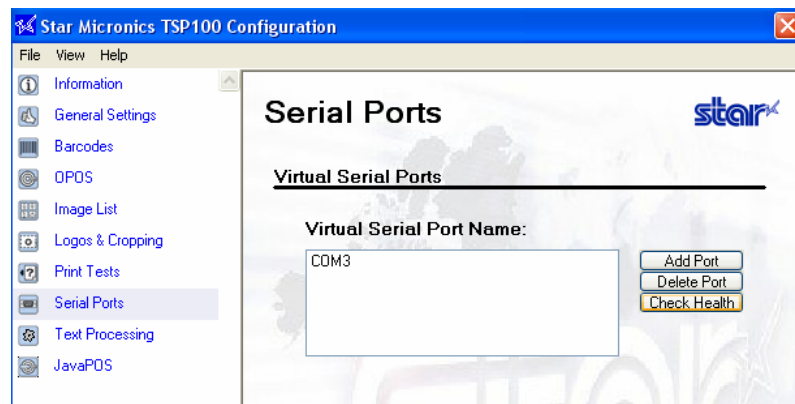 Star Micronics TSP100 Configuration
File View Help
Information
General Settings
Barcodes
OPOS
Image List
Logos & Cropping
Print Tests
Serial Ports
Text Processing
JavaPOS
Serial Ports
star
Virtual Serial Ports
Virtual Serial Port Name:
COM3
Add Port
Delete Port
Check Health